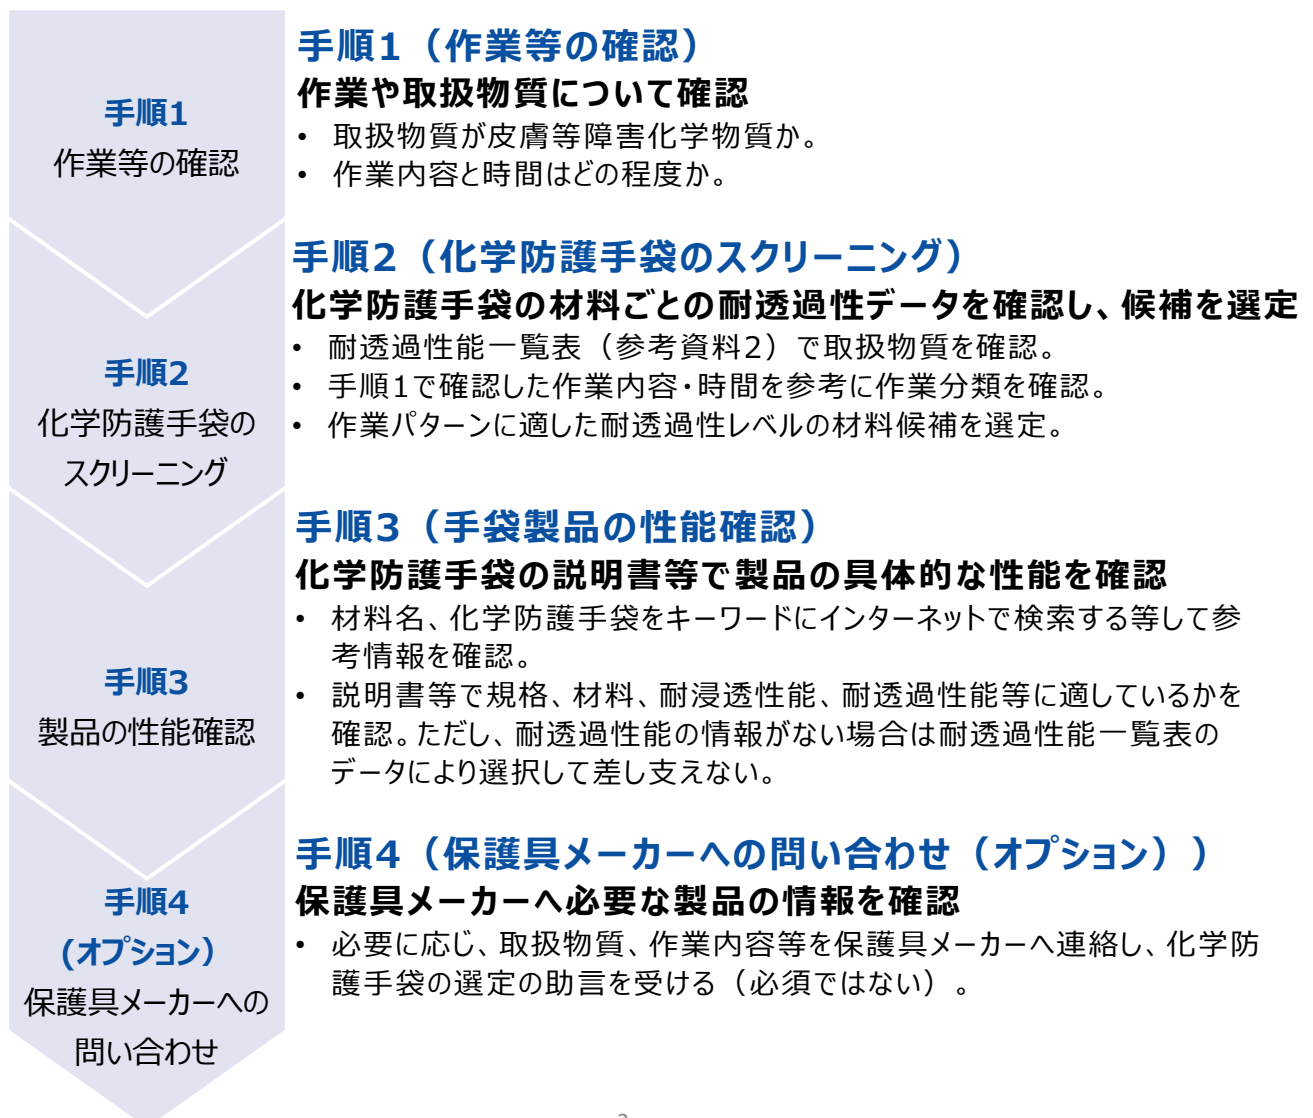 手順1
作業等の確認
手順1（作業等の確認）
作業や取扱物質について確認
• 取扱物質が皮膚等障害化学物質か。
• 作業内容と時間はどの程度か。
手順2
化学防護手袋の
スクリーニング
手順2（化学防護手袋のスクリーニング）
化学防護手袋の材料ごとの耐透過性データを確認し、候補を選定
• 耐透過性能一覧表（参考資料2）で取扱物質を確認。
• 手順1で確認した作業内容・時間を参考に作業分類を確認。
• 作業パターンに適した耐透過性レベルの材料候補を選定。
手順3
製品の性能確認
手順3（手袋製品の性能確認）
化学防護手袋の説明書等で製品の具体的な性能を確認
• 材料名、化学防護手袋をキーワードにインターネットで検索する等して参
考情報を確認。
• 説明書等で規格、材料、耐浸透性能、耐透過性能等に適しているかを
確認。ただし、耐透過性能の情報がない場合は耐透過性能一覧表の
データにより選択して差し支えない。
手順4
(オプション）
保護具メーカーへの
問い合わせ
手順4（保護具メーカーへの問い合わせ（オプション））
保護具メーカーへ必要な製品の情報を確認
• 必要に応じ、取扱物質、作業内容等を保護具メーカーへ連絡し、化学防
護手袋の選定の助言を受ける（必須ではない）。